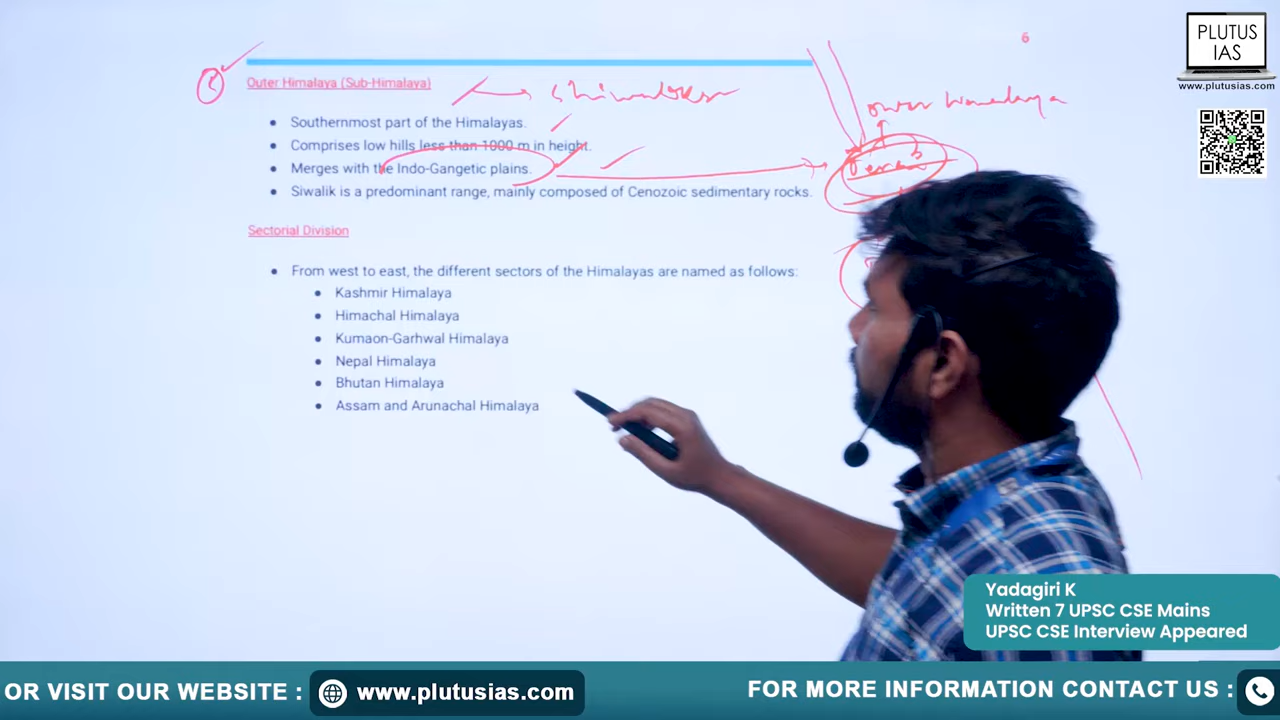 6
PLUTUS
IAS
www.plutusias.com
Outer Himalaya (Sub-Himalaya)
Shiwaloks
outer himalaya
• Southernmost part of the Himalayas.
• Comprises low hills less than 1000 m in height.
• Merges with the Indo-Gangetic plains.
• Siwalik is a predominant range, mainly composed of Cenozoic sedimentary rocks.
Sectorial Division
• From west to east, the different sectors of the Himalayas are named as follows:
• Kashmir Himalaya
• Himachal Himalaya
• Kumaon-Garhwal Himalaya
• Nepal Himalaya
• Bhutan Himalaya
• Assam and Arunachal Himalaya
Yadagiri K
Written 7 UPSC CSE Mains
UPSC CSE Interview Appeared
OR VISIT OUR WEBSITE :
www.plutusias.com
FOR MORE INFORMATION CONTACT US :